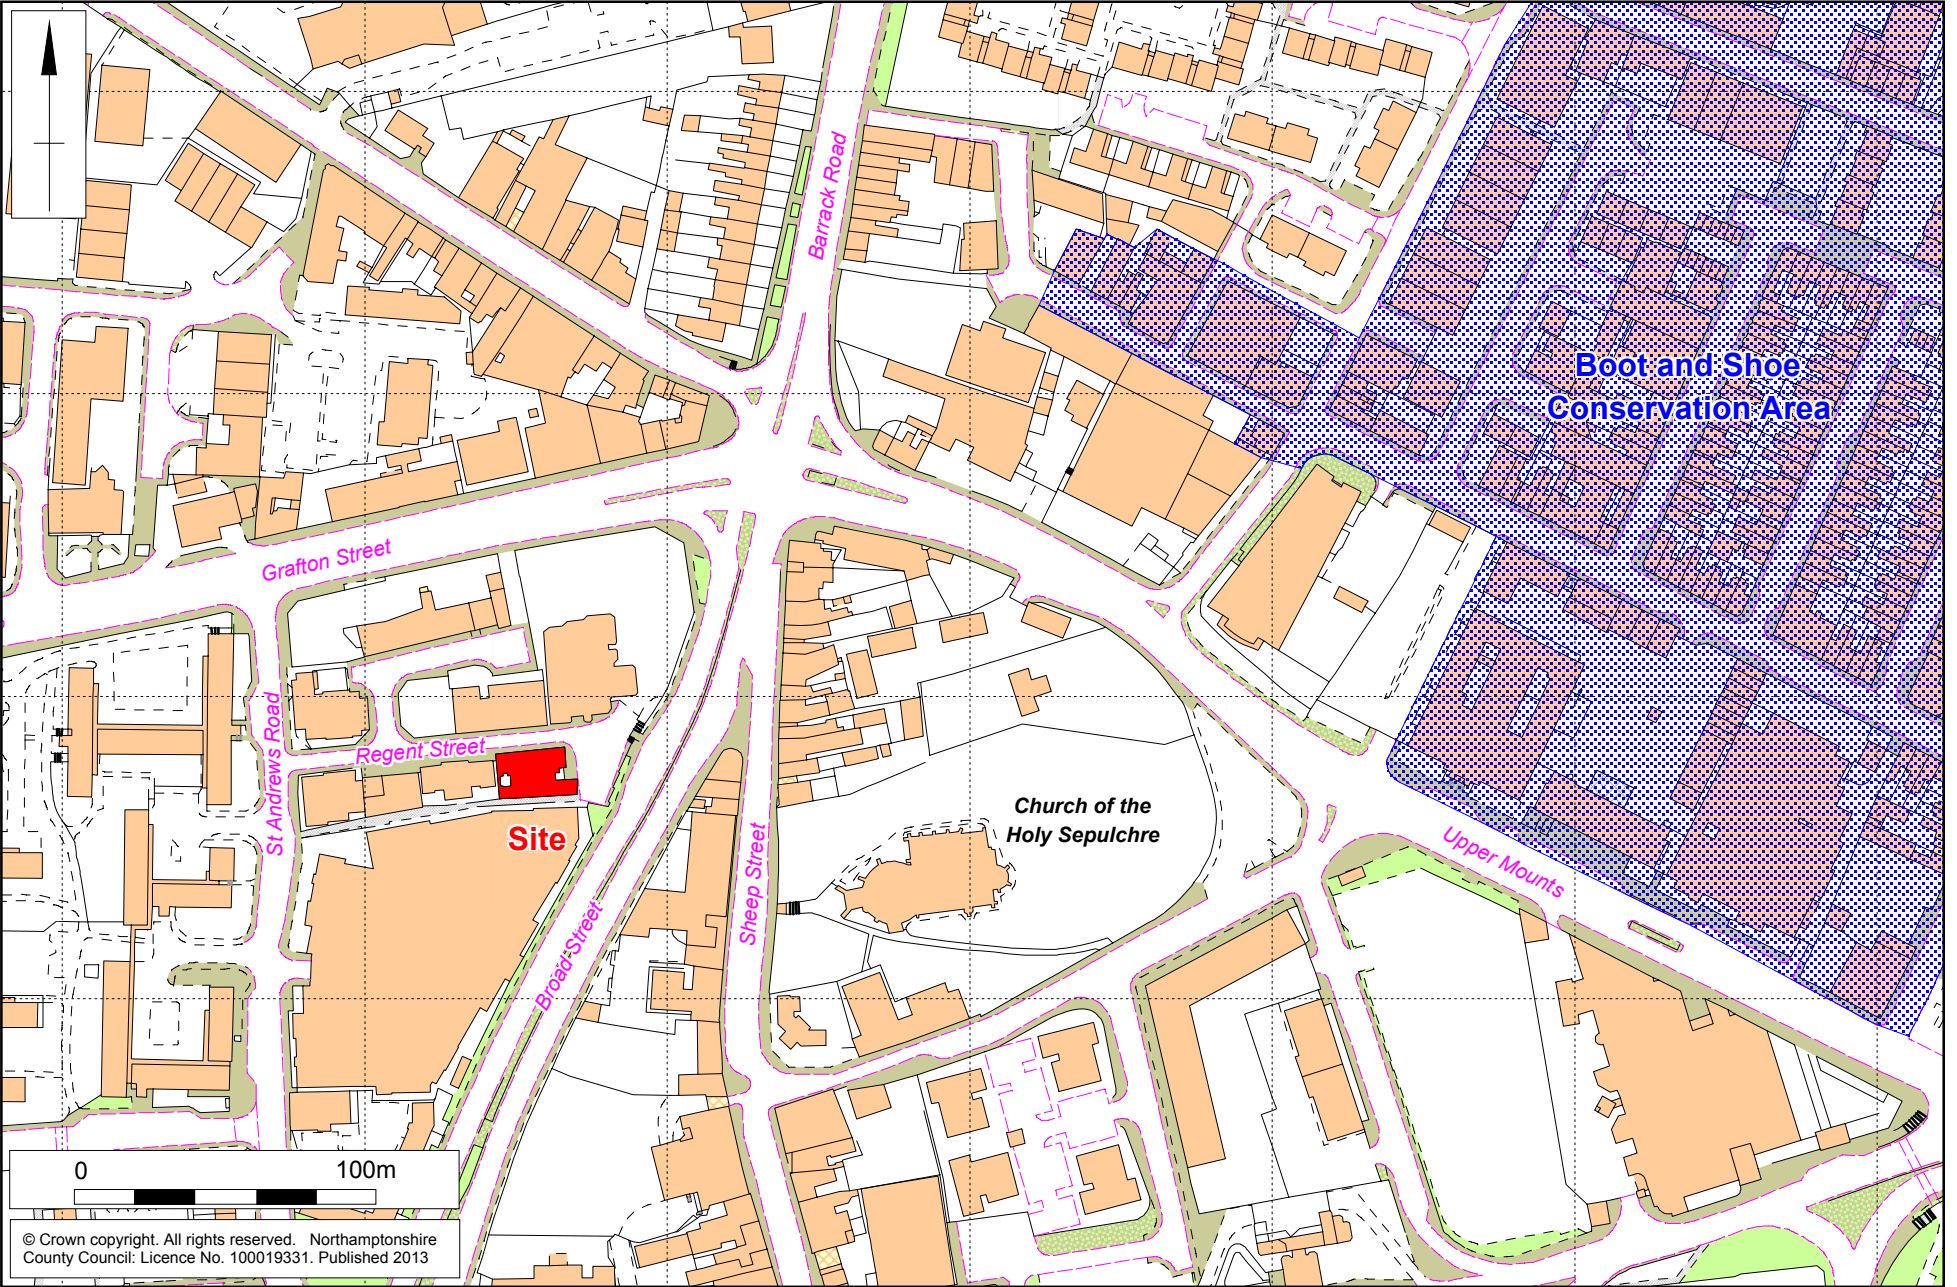 Barrack Road
Boot and Shoe
Conservation Area
Grafton Street
St Andrews Road
Regent Street
Site
Church of the
Holy Sepulchre
Sheep Street
Broad Street
Upper Mounts
0 100m
© Crown copyright. All rights reserved. Northamptonshire
County Council: Licence No. 100019331. Published 2013